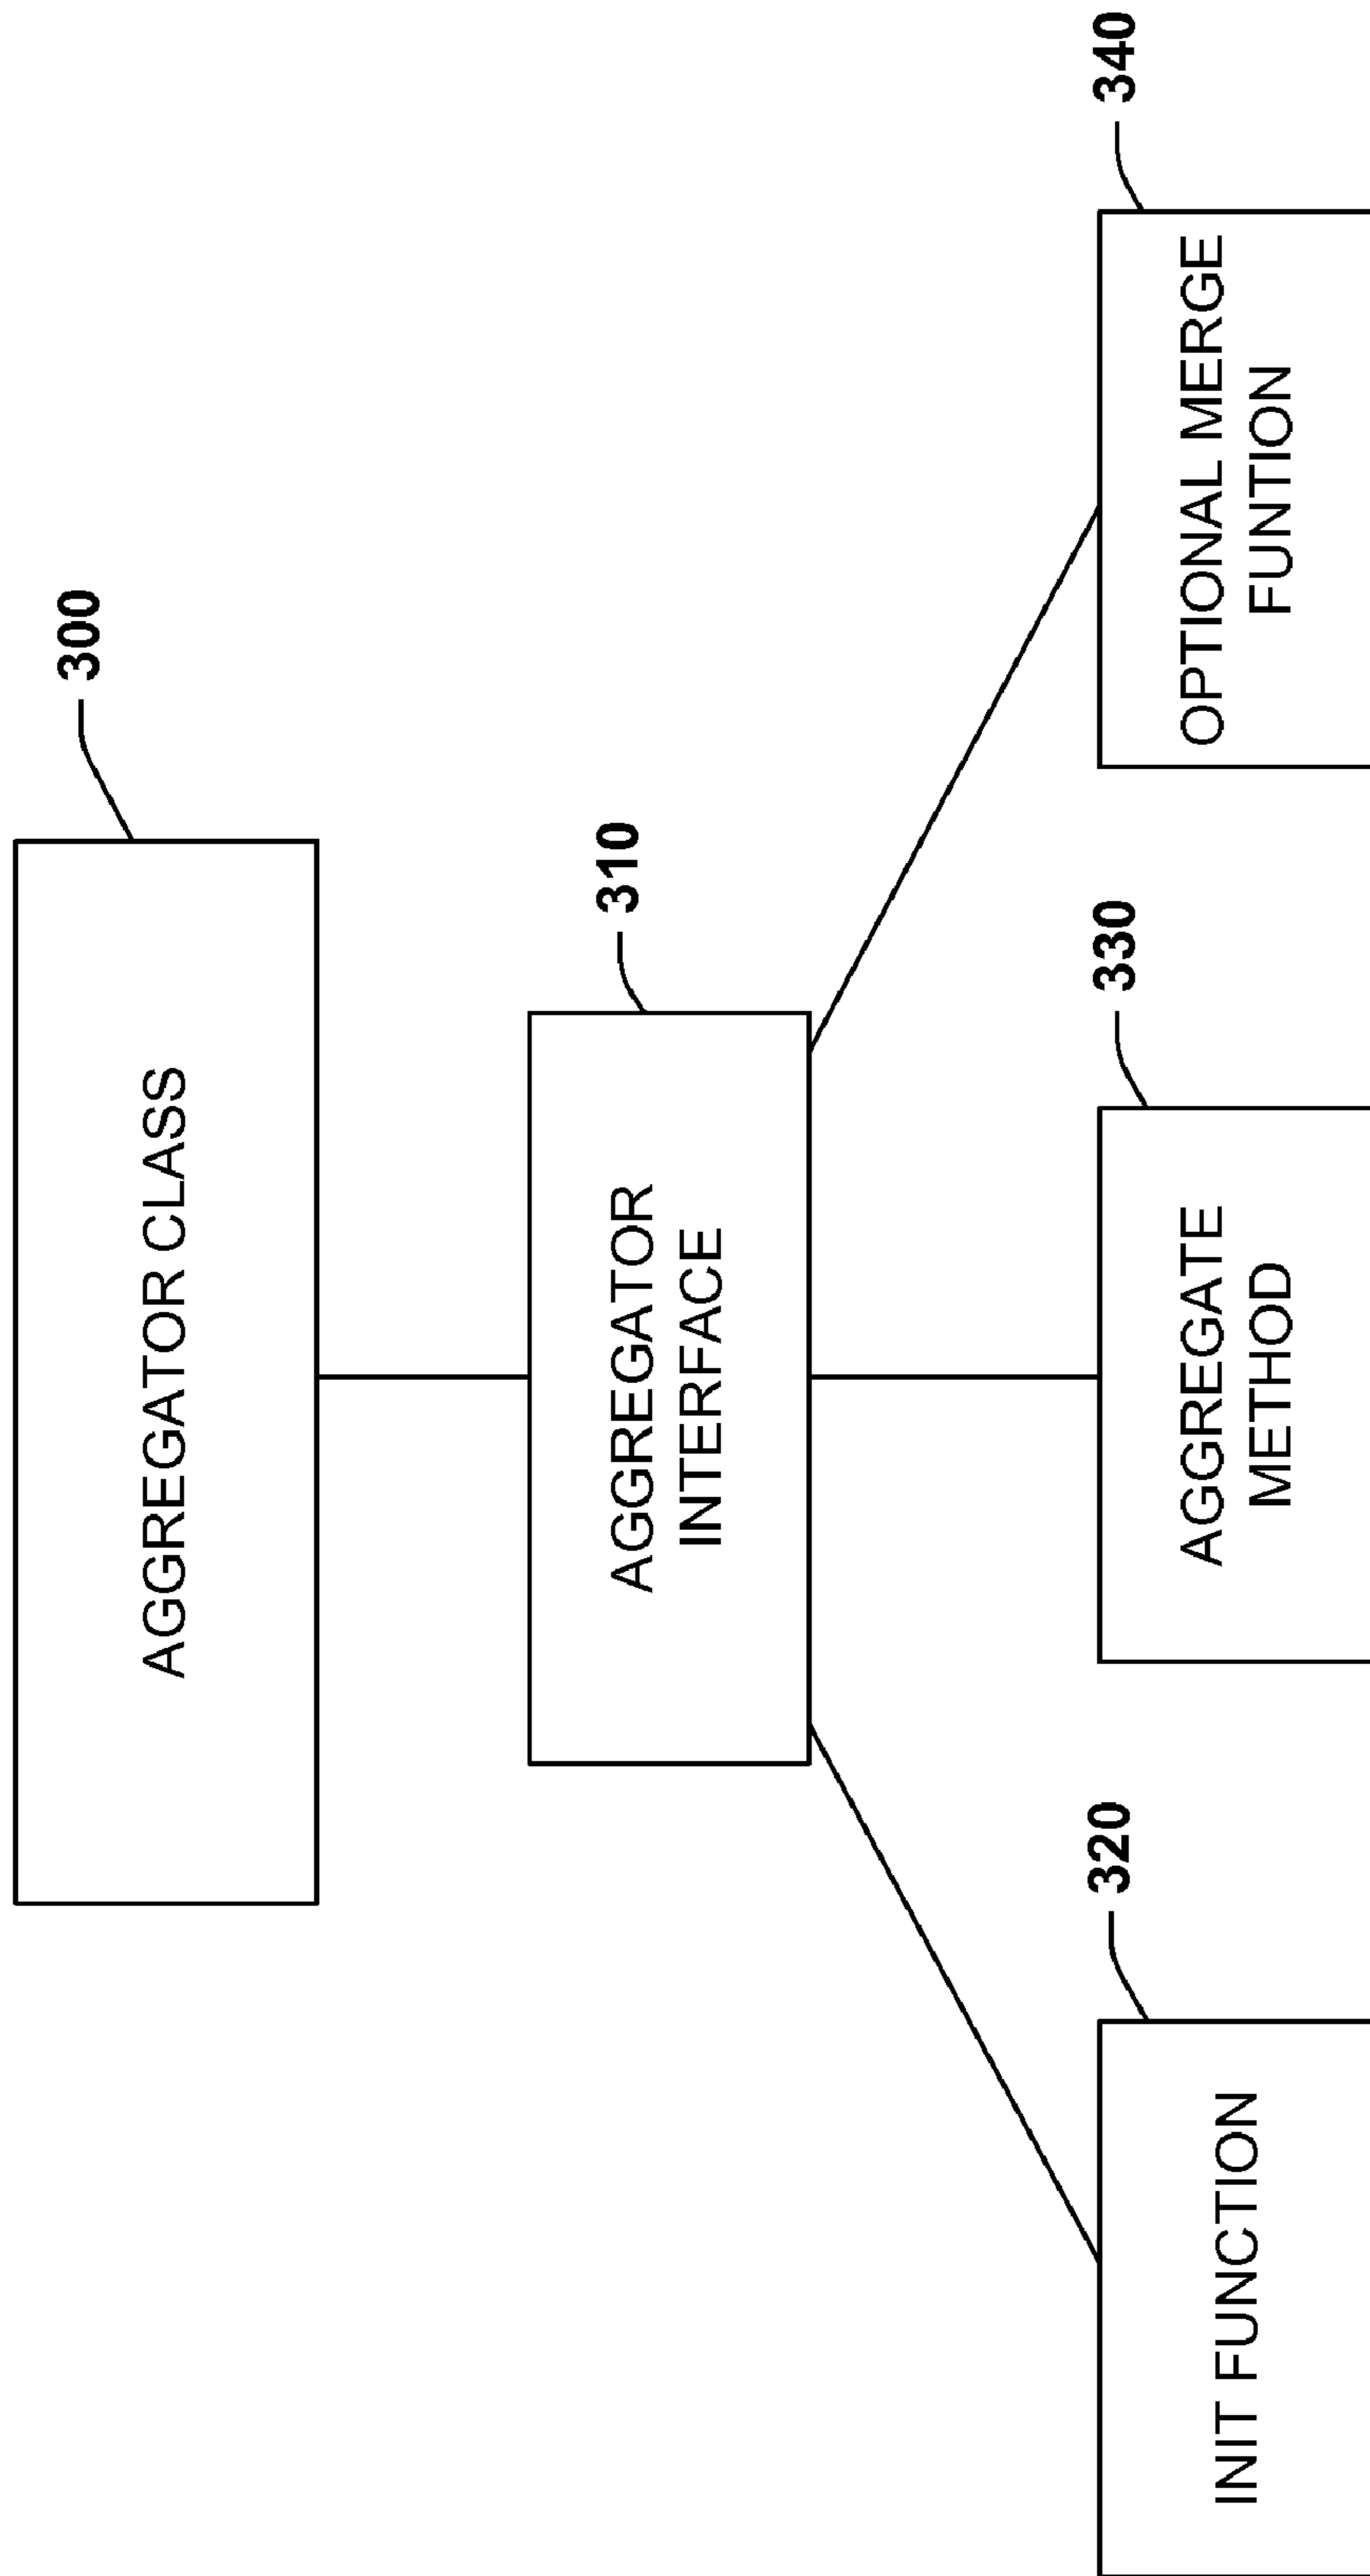 300
AGGREGATOR CLASS
310
AGGREGATOR
INTERFACE
320
INIT FUNCTION
330
AGGREGATE
METHOD
340
OPTIONAL MERGE
FUNTION